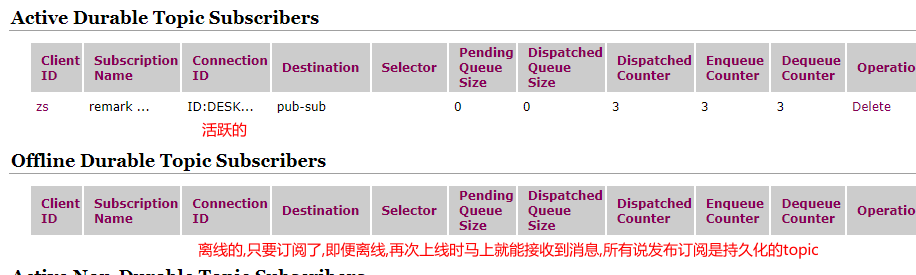 Active Durable Topic Subscribers
Client ID Subscription Name Connection ID Destination Selector Pending Queue Size Dispatched Queue Size Dispatched Counter Enqueue Counter Dequeue Counter Operatio
zs remark ... ID:DESK... pub-sub 0 0 3 3 3 Delete
活跃的
Offline Durable Topic Subscribers
Client ID Subscription Name Connection ID Destination Selector Pending Queue Size Dispatched Queue Size Dispatched Counter Enqueue Counter Dequeue Counter Operatio
离线的,只要订阅了,即便离线,再次上线时马上就能接收到消息,所有说发布订阅是持久化的topic
Active Non-Durable Topic Subscribers